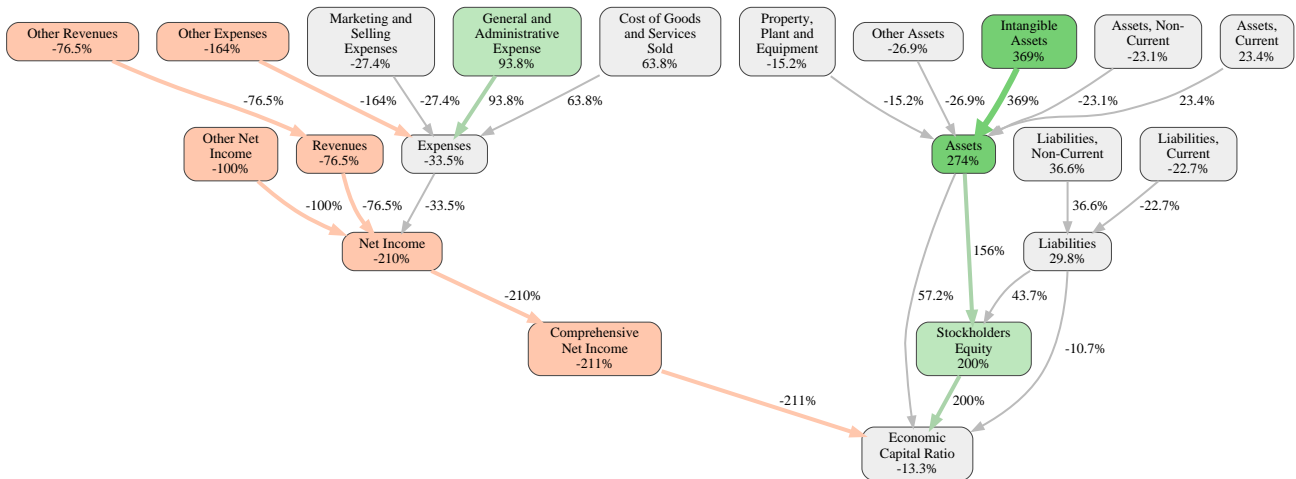 Other Revenues
-76.5%
Other Expenses
-164%
Marketing and
Selling
Expenses
-27.4%
General and
Administrative
Expense
93.8%
Cost of Goods
and Services
Sold
63.8%
Property,
Plant and
Equipment
-15.2%
Other Assets
-26.9%
Intangible
Assets
369%
Assets, Non-
Current
-23.1%
Assets,
Current
23.4%
-76.5%
-164%
-27.4%
93.8%
63.8%
-15.2%
-26.9%
369%
-23.1%
23.4%
Other Net
Income
-100%
Revenues
-76.5%
Expenses
-33.5%
Assets
274%
Liabilities,
Non-Current
36.6%
Liabilities,
Current
-22.7%
-100%
-76.5%
-33.5%
36.6%
-22.7%
Net Income
-210%
156%
Liabilities
29.8%
-210%
57.2%
43.7%
Comprehensive
Net Income
-211%
Stockholders
Equity
200%
-10.7%
-211%
200%
Economic
Capital Ratio
-13.3%